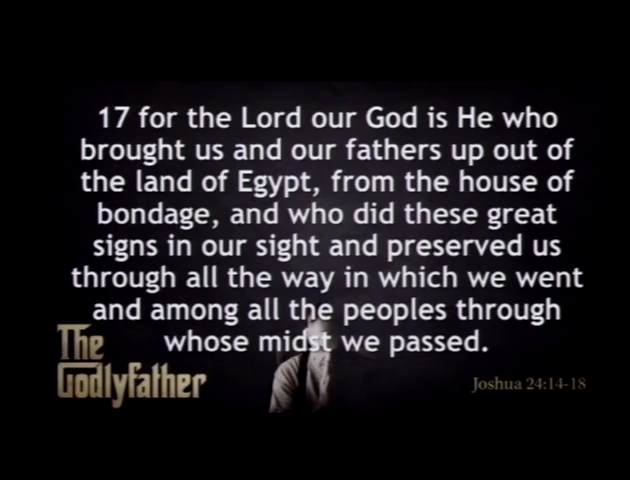 17 for the Lord our God is He who
brought us and our fathers up out of
the land of Egypt, from the house of
bondage, and who did these great
signs in our sight and preserved us
through all the way in which we went
and among all the peoples through
whose midst we passed.
The
Godlyfather
Joshua 24:14-18